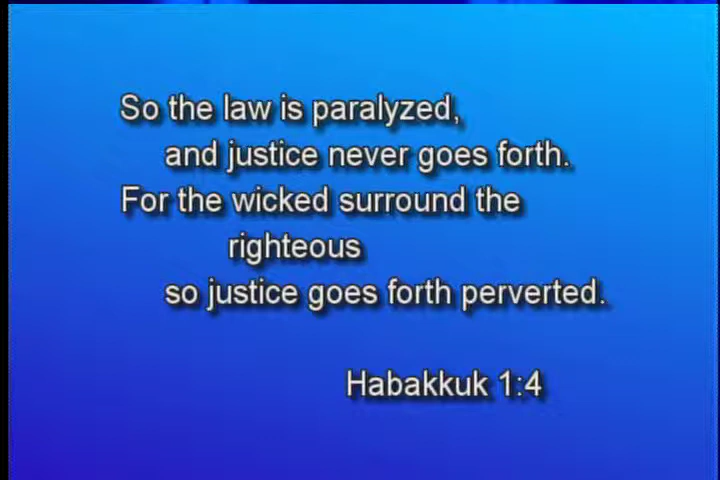 So the law is paralyzed,
and justice never goes forth.
For the wicked surround the
righteous
so justice goes forth perverted.
Habakkuk 1:4